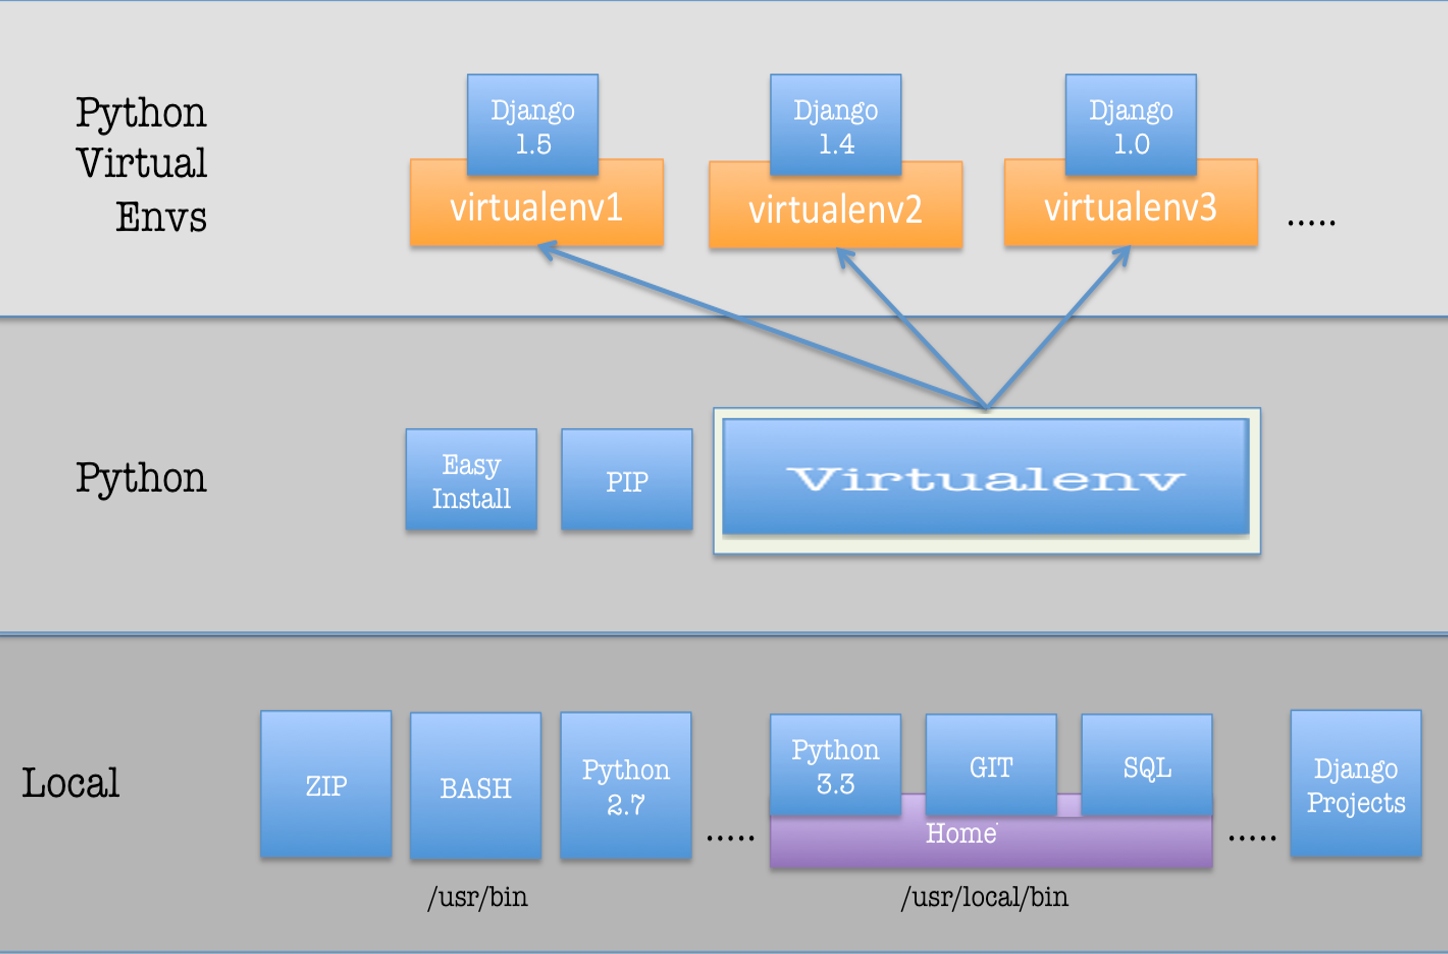 Python
Virtual
Envs
Django
1.5
virtualenv1
Django
1.4
virtualenv2
Django
1.0
virtualenv3
.....
Python
Easy
Install
PIP
Virtualenv
Local
ZIP
BASH
Python
2.7
.....
Python
3.3
GIT
SQL
Home
.....
Django
Projects
/usr/bin
/usr/local/bin